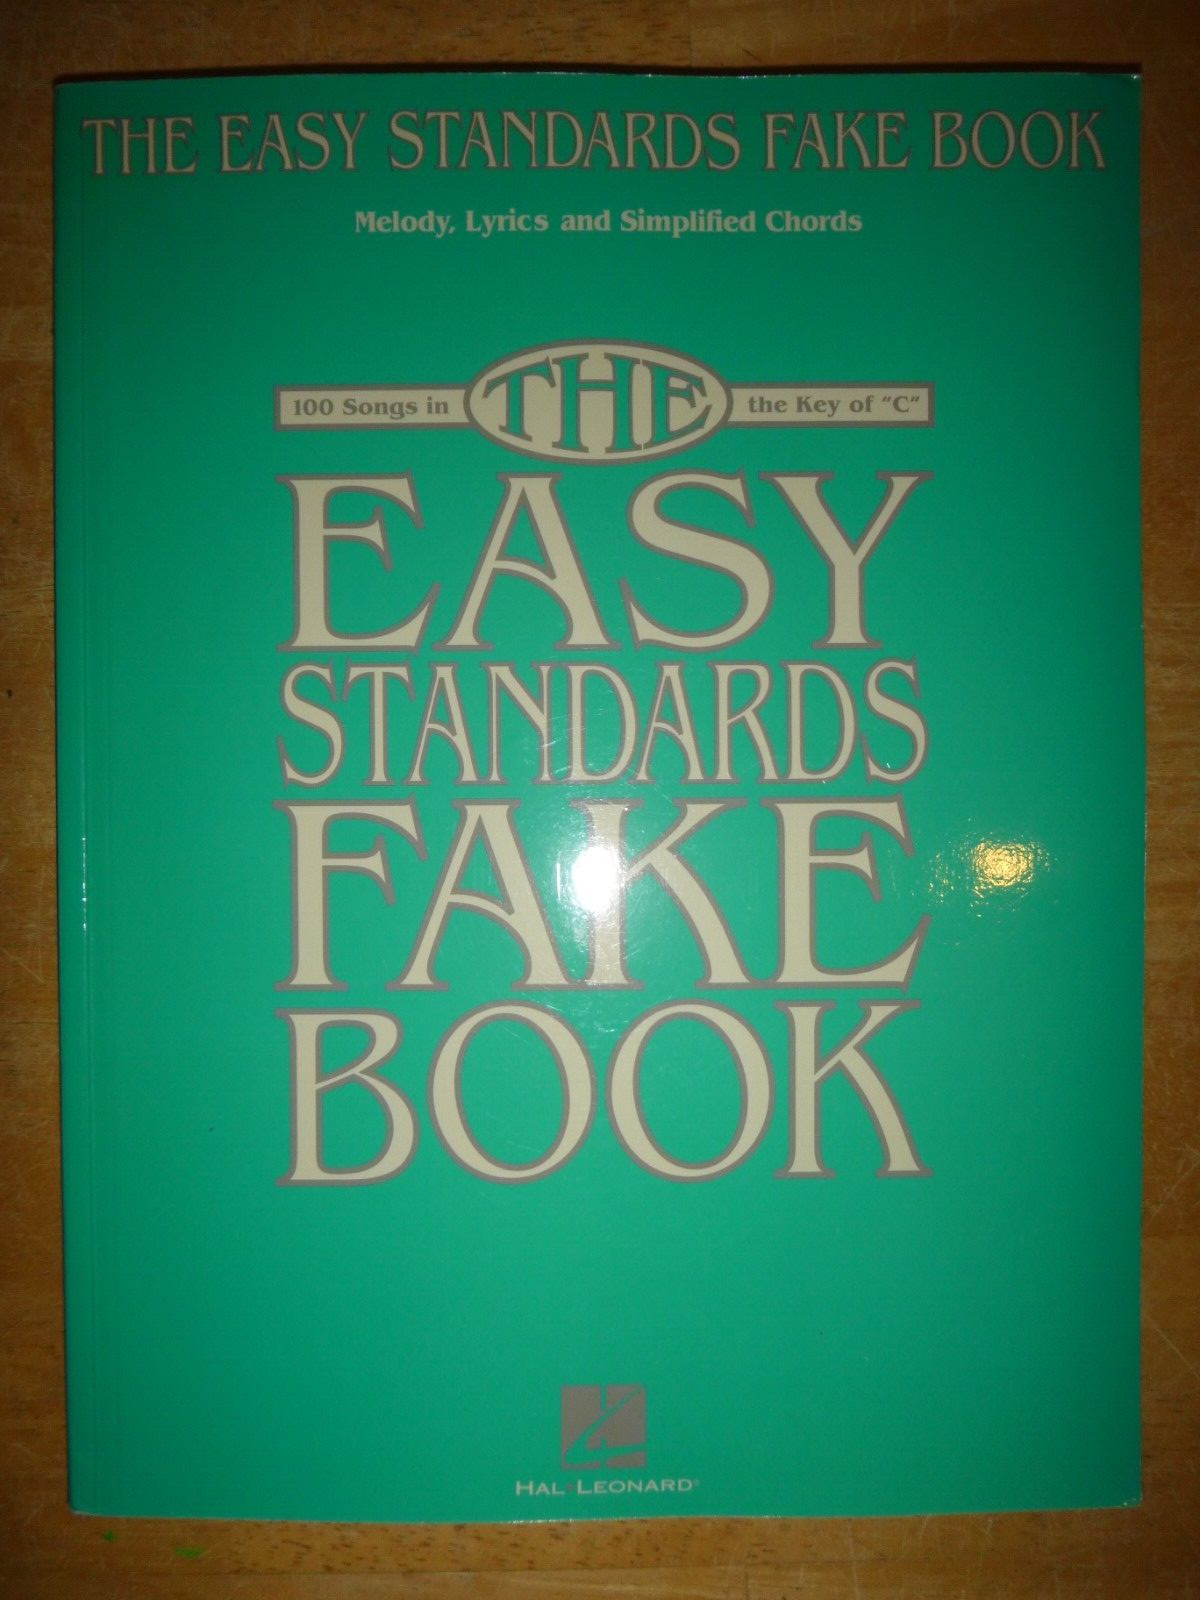 THE EASY STANDARDS FAKE BOOK
Melody, Lyrics and Simplified Chords
100 Songs in THE the Key of "C"
EASY
STANDARDS
FAKE
BOOK
HAL•LEONARD®